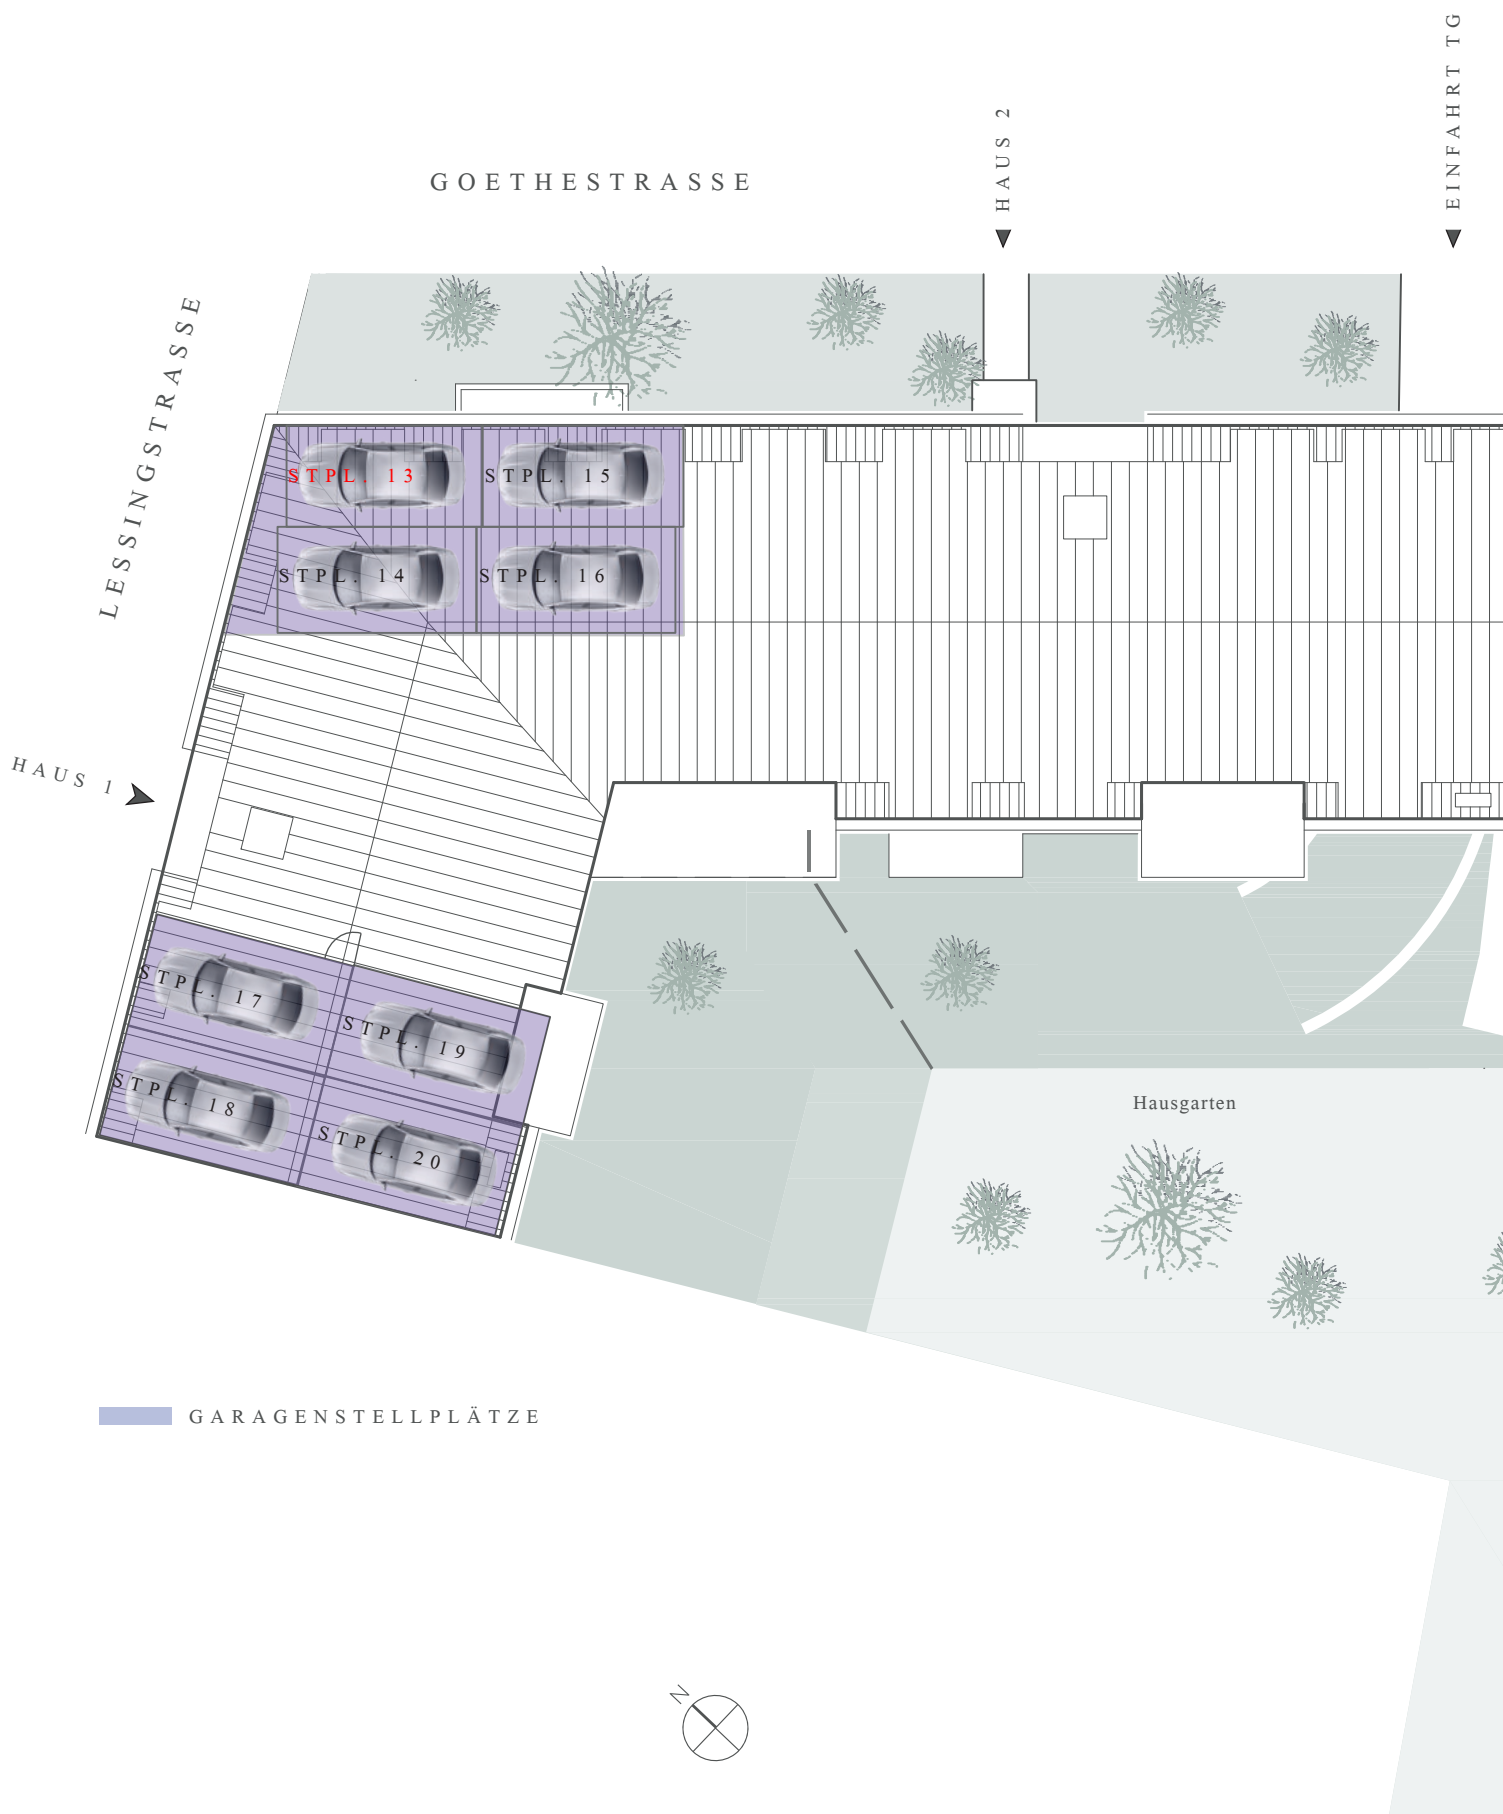 EINFAHRT TG
HAUS 2
GOETHESTRASSE
LESSINGSTRASSE
STPL. 13
STPL. 15
STPL. 14
STPL. 16
HAUS 1
STPL. 17
STPL. 19
STPL. 18
STPL. 20
Hausgarten
GARAGENSTELLPLÄTZE
N